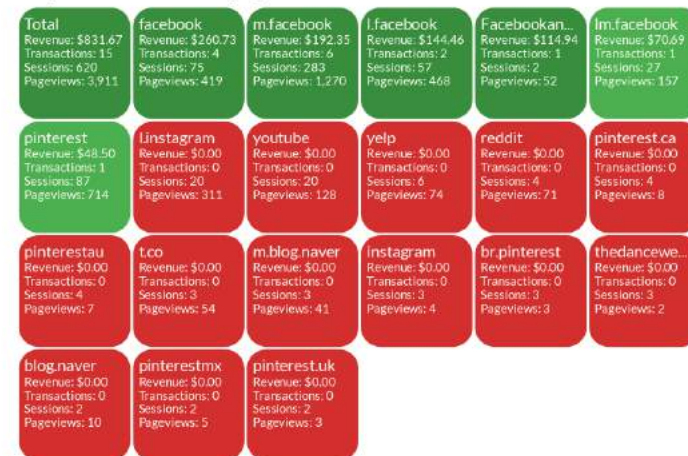 Total
Revenue: $831.67
Transactions: 15
Sessions: 620
Pageviews: 3,911
facebook
Revenue: $260.73
Transactions: 4
Sessions: 75
Pageviews: 419
m.facebook
Revenue: $192.35
Transactions: 6
Sessions: 283
Pageviews: 1,270
l.facebook
Revenue: $144.46
Transactions: 2
Sessions: 57
Pageviews: 468
Facebookan...
Revenue: $114.94
Transactions: 1
Sessions: 2
Pageviews: 52
lm.facebook
Revenue: $70.69
Transactions: 1
Sessions: 27
Pageviews: 157
pinterest
Revenue: $48.50
Transactions: 1
Sessions: 87
Pageviews: 714
l.instagram
Revenue: $0.00
Transactions: 0
Sessions: 20
Pageviews: 311
youtube
Revenue: $0.00
Transactions: 0
Sessions: 20
Pageviews: 128
yelp
Revenue: $0.00
Transactions: 0
Sessions: 6
Pageviews: 74
reddit
Revenue: $0.00
Transactions: 0
Sessions: 4
Pageviews: 71
pinterest.ca
Revenue: $0.00
Transactions: 0
Sessions: 4
Pageviews: 8
pinterestau
Revenue: $0.00
Transactions: 0
Sessions: 4
Pageviews: 7
t.co
Revenue: $0.00
Transactions: 0
Sessions: 3
Pageviews: 54
m.blog.naver
Revenue: $0.00
Transactions: 0
Sessions: 3
Pageviews: 41
instagram
Revenue: $0.00
Transactions: 0
Sessions: 3
Pageviews: 4
br.pinterest
Revenue: $0.00
Transactions: 0
Sessions: 3
Pageviews: 3
thedancewe...
Revenue: $0.00
Transactions: 0
Sessions: 3
Pageviews: 2
blog.naver
Revenue: $0.00
Transactions: 0
Sessions: 2
Pageviews: 10
pinterestmx
Revenue: $0.00
Transactions: 0
Sessions: 2
Pageviews: 5
pinterest.uk
Revenue: $0.00
Transactions: 0
Sessions: 2
Pageviews: 3